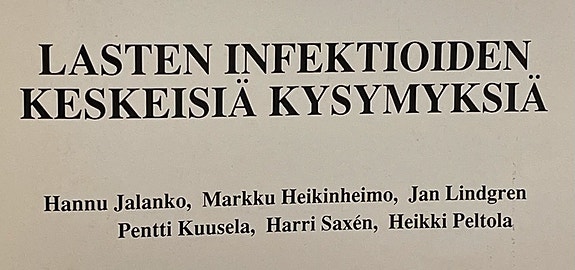 LASTEN INFEKTIOIDEN
KESKEISIÄ KYSYMYKSIÄ
Hannu Jalanko, Markku Heikinheimo, Jan Lindgren
Pentti Kuusela, Harri Saxén, Heikki Peltola